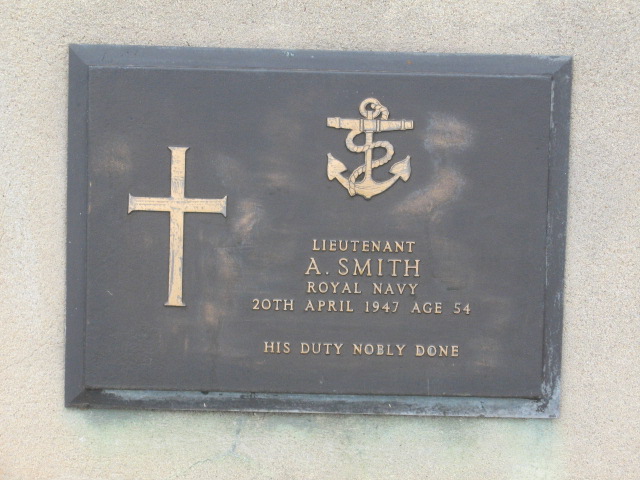 LIEUTENANT
A. SMITH
ROYAL NAVY
20TH APRIL 1947 AGE 54
HIS DUTY NOBLY DONE